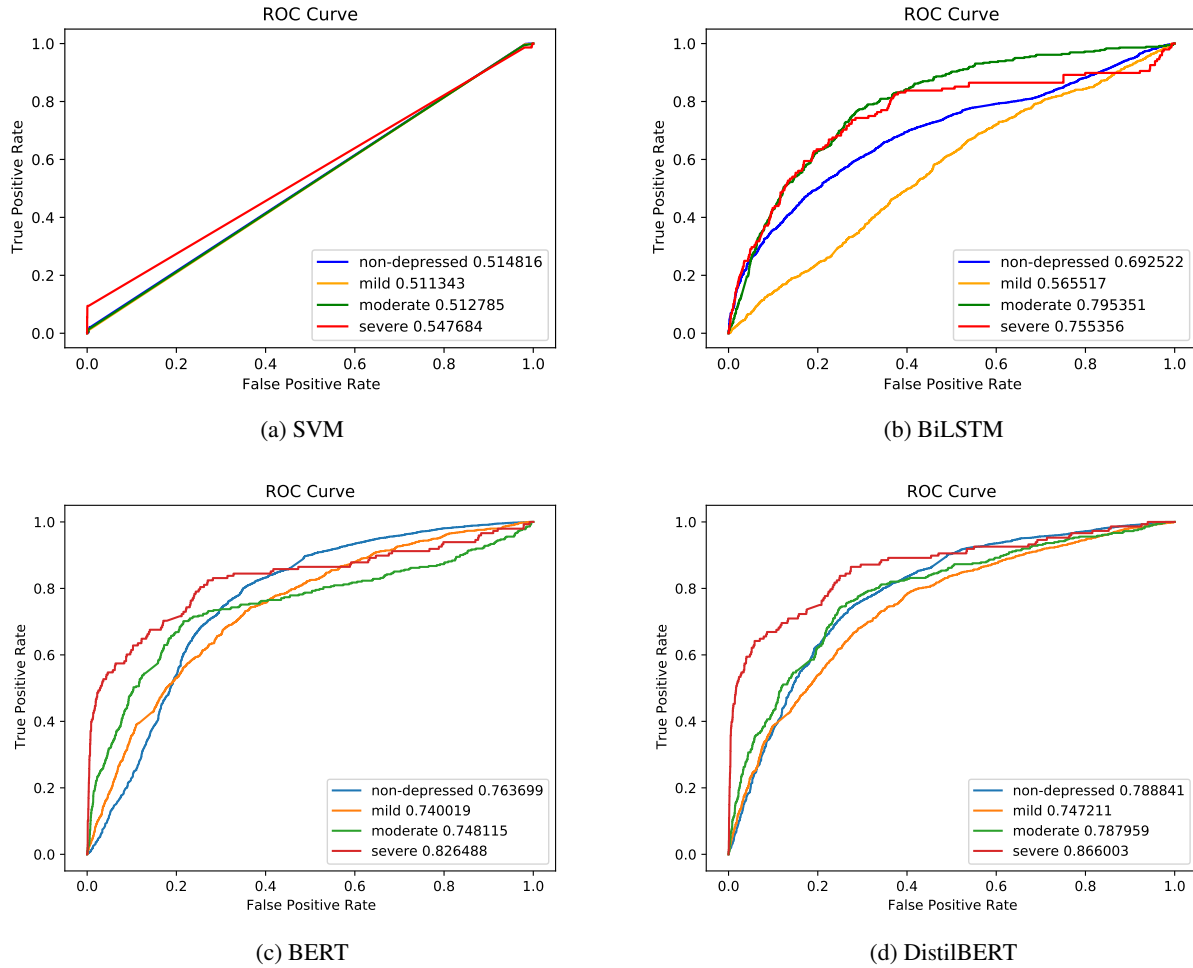 ROC Curve
1.0
0.8
0.6
0.4
0.2
0.0
True Positive Rate
0.0 0.2 0.4 0.6 0.8 1.0
False Positive Rate
non-depressed 0.514816
mild 0.511343
moderate 0.512785
severe 0.547684
(a) SVM
ROC Curve
1.0
0.8
0.6
0.4
0.2
0.0
True Positive Rate
0.0 0.2 0.4 0.6 0.8 1.0
False Positive Rate
non-depressed 0.692522
mild 0.565517
moderate 0.795351
severe 0.755356
(b) BiLSTM
ROC Curve
1.0
0.8
0.6
0.4
0.2
0.0
True Positive Rate
0.0 0.2 0.4 0.6 0.8 1.0
False Positive Rate
non-depressed 0.763699
mild 0.740019
moderate 0.748115
severe 0.826488
(c) BERT
ROC Curve
1.0
0.8
0.6
0.4
0.2
0.0
True Positive Rate
0.0 0.2 0.4 0.6 0.8 1.0
False Positive Rate
non-depressed 0.788841
mild 0.747211
moderate 0.787959
severe 0.866003
(d) DistilBERT